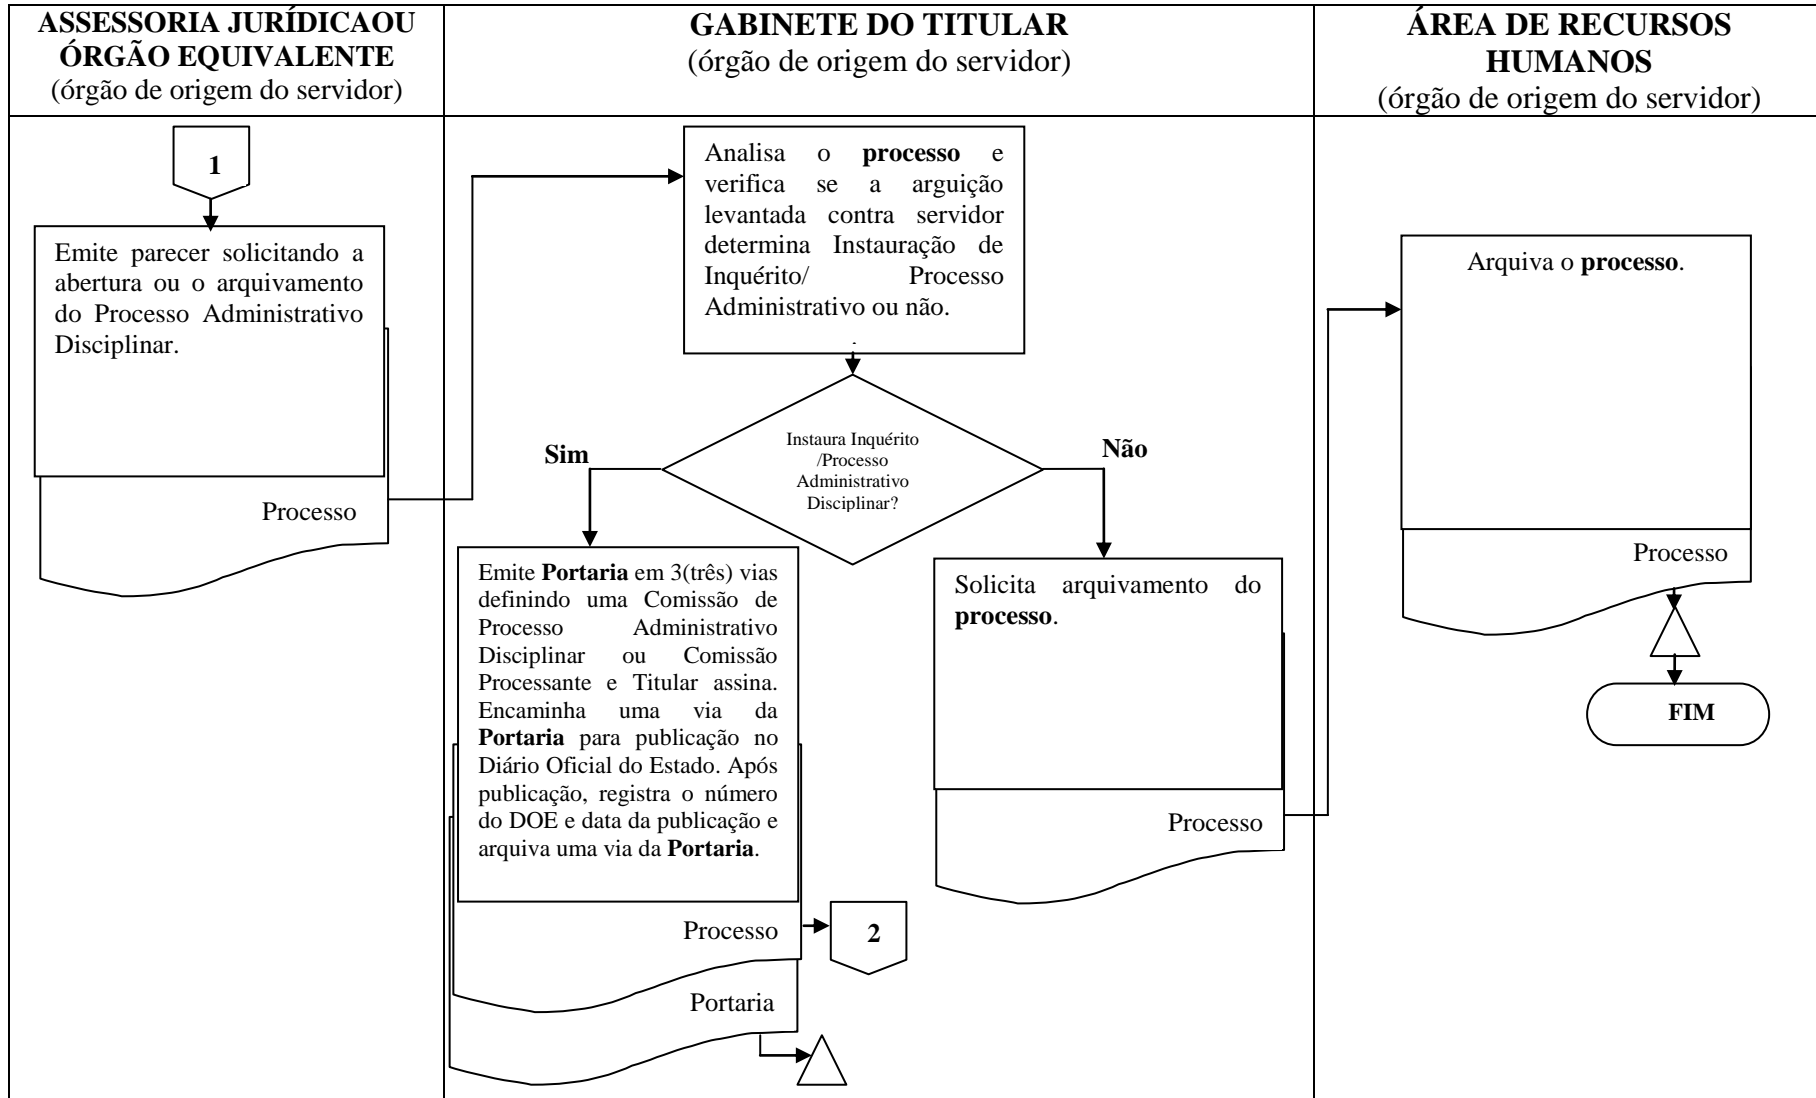 ASSESSORIA JURÍDICAOU
ÓRGÃO EQUIVALENTE
(órgão de origem do servidor)
GABINETE DO TITULAR
(órgão de origem do servidor)
ÁREA DE RECURSOS
HUMANOS
(órgão de origem do servidor)
1
Emite parecer solicitando a
abertura ou o arquivamento
do Processo Administrativo
Disciplinar.
Processo
Analisa o processo e
verifica se a arguição
levantada contra servidor
determina Instauração de
Inquérito/ Processo
Administrativo ou não.
.
Instaura Inquérito
/Processo
Administrativo
Disciplinar?
Sim
Não
Emite Portaria em 3(três) vias
definindo uma Comissão de
Processo Administrativo
Disciplinar ou Comissão
Processante e Titular assina.
Encaminha uma via da
Portaria para publicação no
Diário Oficial do Estado. Após
publicação, registra o número
do DOE e data da publicação e
arquiva uma via da Portaria.
Processo
2
Portaria
Solicita arquivamento do
processo.
Processo
Arquiva o processo.
Processo
FIM